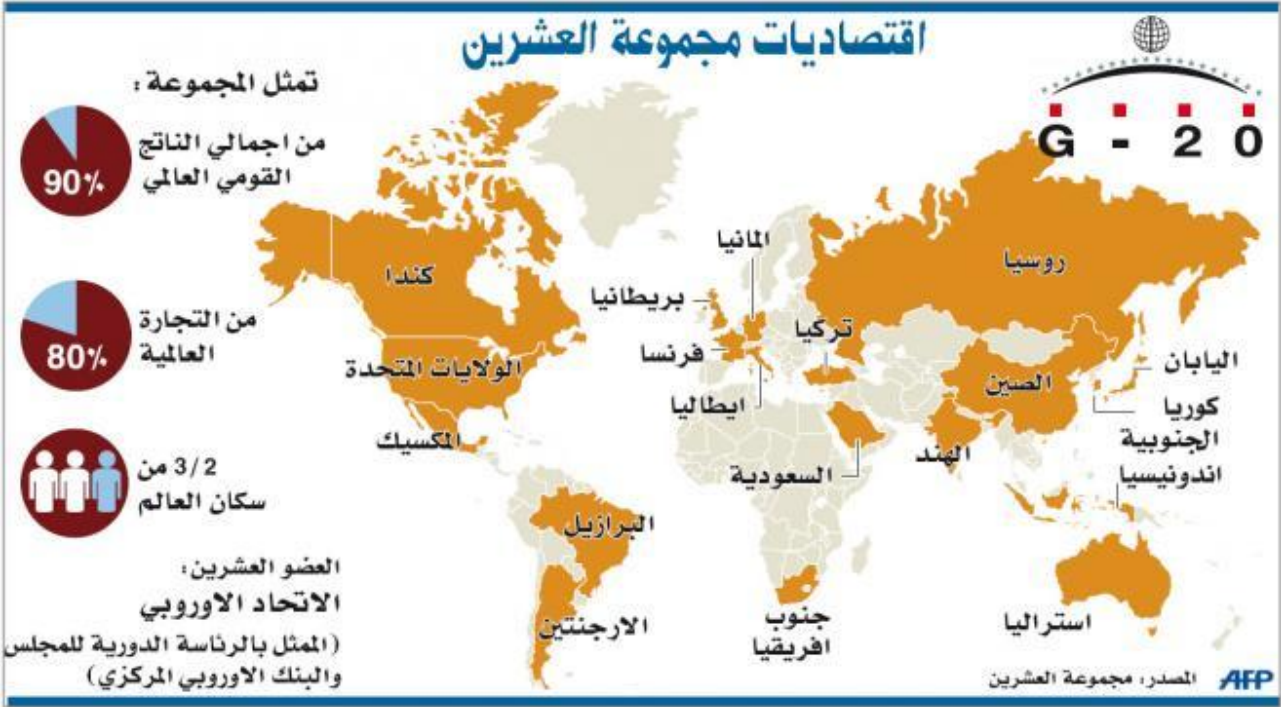 اقتصاديات مجموعة العشرين
G - 2 0
تمثل المجموعة :
من اجمالي الناتج
القومي العالمي
90%
من التجارة
العالمية
80%
3/2 من
سكان العالم
العضو العشرين:
الاتحاد الاوروبي
(الممثل بالرئاسة الدورية للمجلس
والبنك الاوروبي المركزي)
كندا
الولايات المتحدة
المكسيك
البرازيل
الارجنتين
المانيا
بريطانيا
فرنسا
ايطاليا
تركيا
السعودية
جنوب
افريقيا
روسيا
الصين
الهند
اليابان
كوريا
الجنوبية
اندونيسيا
استراليا
المصدر: مجموعة العشرين
AFP